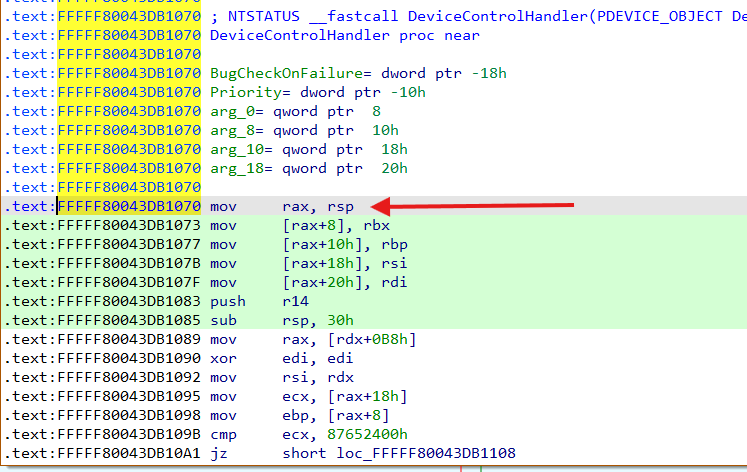 .text:FFFFF80043DB1070 ; NTSTATUS __fastcall DeviceControlHandler(PDEVICE_OBJECT De
.text:FFFFF80043DB1070 DeviceControlHandler proc near
.text:FFFFF80043DB1070
.text:FFFFF80043DB1070 BugCheckOnFailure= dword ptr -18h
.text:FFFFF80043DB1070 Priority= dword ptr -10h
.text:FFFFF80043DB1070 arg_0= qword ptr  8
.text:FFFFF80043DB1070 arg_8= qword ptr  10h
.text:FFFFF80043DB1070 arg_10= qword ptr  18h
.text:FFFFF80043DB1070 arg_18= qword ptr  20h
.text:FFFFF80043DB1070
.text:FFFFF80043DB1070 mov     rax, rsp
.text:FFFFF80043DB1073 mov     [rax+8], rbx
.text:FFFFF80043DB1077 mov     [rax+10h], rbp
.text:FFFFF80043DB107B mov     [rax+18h], rsi
.text:FFFFF80043DB107F mov     [rax+20h], rdi
.text:FFFFF80043DB1083 push    r14
.text:FFFFF80043DB1085 sub     rsp, 30h
.text:FFFFF80043DB1089 mov     rax, [rdx+0B8h]
.text:FFFFF80043DB1090 xor     edi, edi
.text:FFFFF80043DB1092 mov     rsi, rdx
.text:FFFFF80043DB1095 mov     ecx, [rax+18h]
.text:FFFFF80043DB1098 mov     ebp, [rax+8]
.text:FFFFF80043DB109B cmp     ecx, 87652400h
.text:FFFFF80043DB10A1 jz      short loc_FFFFF80043DB1108